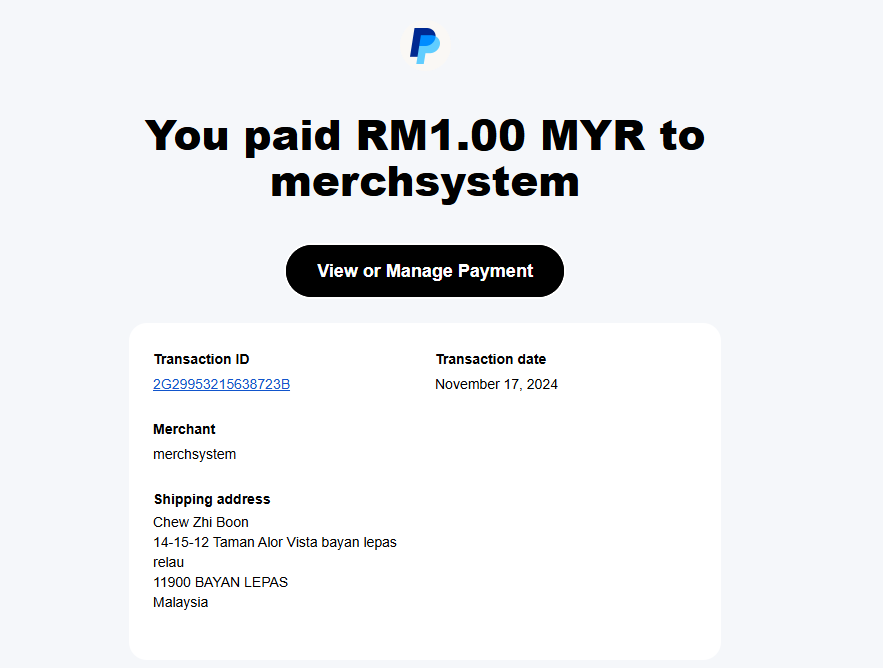 You paid RM1.00 MYR to
merchsystem
View or Manage Payment
Transaction ID
2G29953215638723B
Transaction date
November 17, 2024
Merchant
merchsystem
Shipping address
Chew Zhi Boon
14-15-12 Taman Alor Vista bayan lepas
relau
11900 BAYAN LEPAS
Malaysia